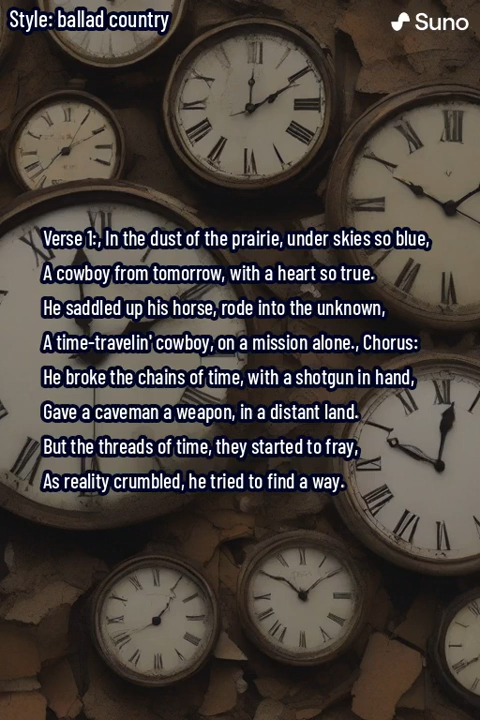 Style: ballad country
Suno
Verse 1:, In the dust of the prairie, under skies so blue,
A cowboy from tomorrow, with a heart so true.
He saddled up his horse, rode into the unknown,
A time-travelin' cowboy, on a mission alone., Chorus:
He broke the chains of time, with a shotgun in hand,
Gave a caveman a weapon, in a distant land.
But the threads of time, they started to fray,
As reality crumbled, he tried to find a way.